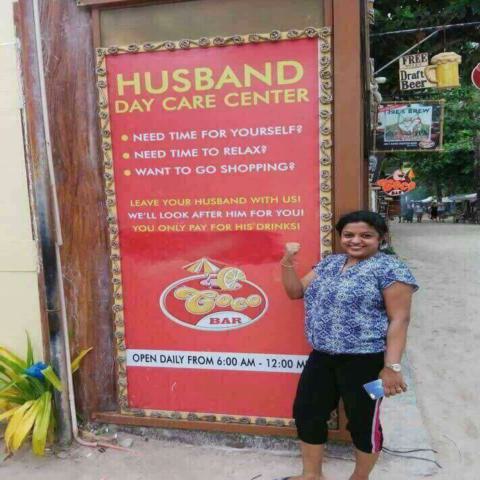 HUSBAND
DAY CARE CENTER
• NEED TIME FOR YOURSELF?
• NEED TIME TO RELAX?
• WANT TO GO SHOPPING?
LEAVE YOUR HUSBAND WITH US!
WE'LL LOOK AFTER HIM FOR YOU!
YOU ONLY PAY FOR HIS DRINKS!
Coco
BAR
OPEN DAILY FROM 6:00 AM - 12:00 M
FREE
Draft
Beer
BREW